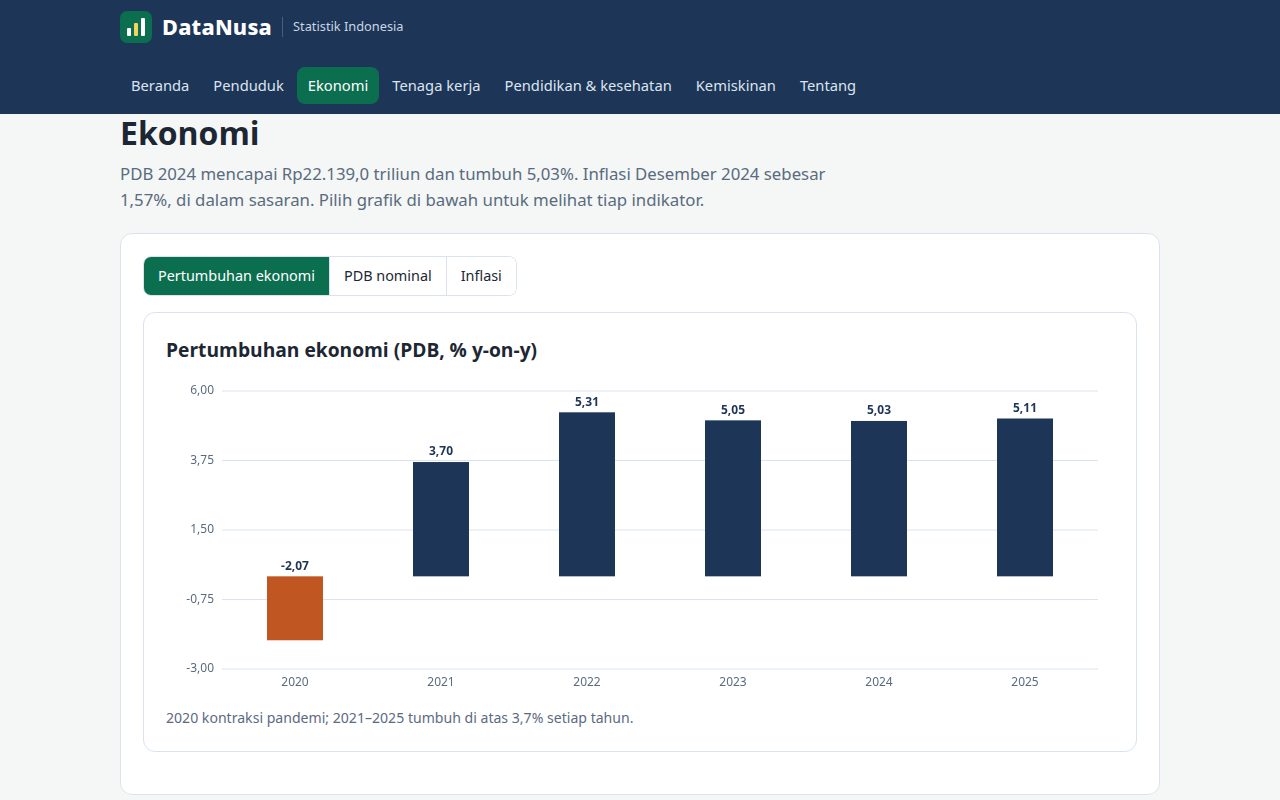 DataNusa
Statistik Indonesia
Beranda
Penduduk
Ekonomi
Tenaga kerja
Pendidikan & kesehatan
Kemiskinan
Tentang
Ekonomi
PDB 2024 mencapai Rp22.139,0 triliun dan tumbuh 5,03%. Inflasi Desember 2024 sebesar
1,57%, di dalam sasaran. Pilih grafik di bawah untuk melihat tiap indikator.
Pertumbuhan ekonomi
PDB nominal
Inflasi
Pertumbuhan ekonomi (PDB, % y-on-y)
6,00
3,75
1,50
-0,75
-3,00
-2,07
3,70
5,31
5,05
5,03
5,11
2020
2021
2022
2023
2024
2025
2020 kontraksi pandemi; 2021–2025 tumbuh di atas 3,7% setiap tahun.